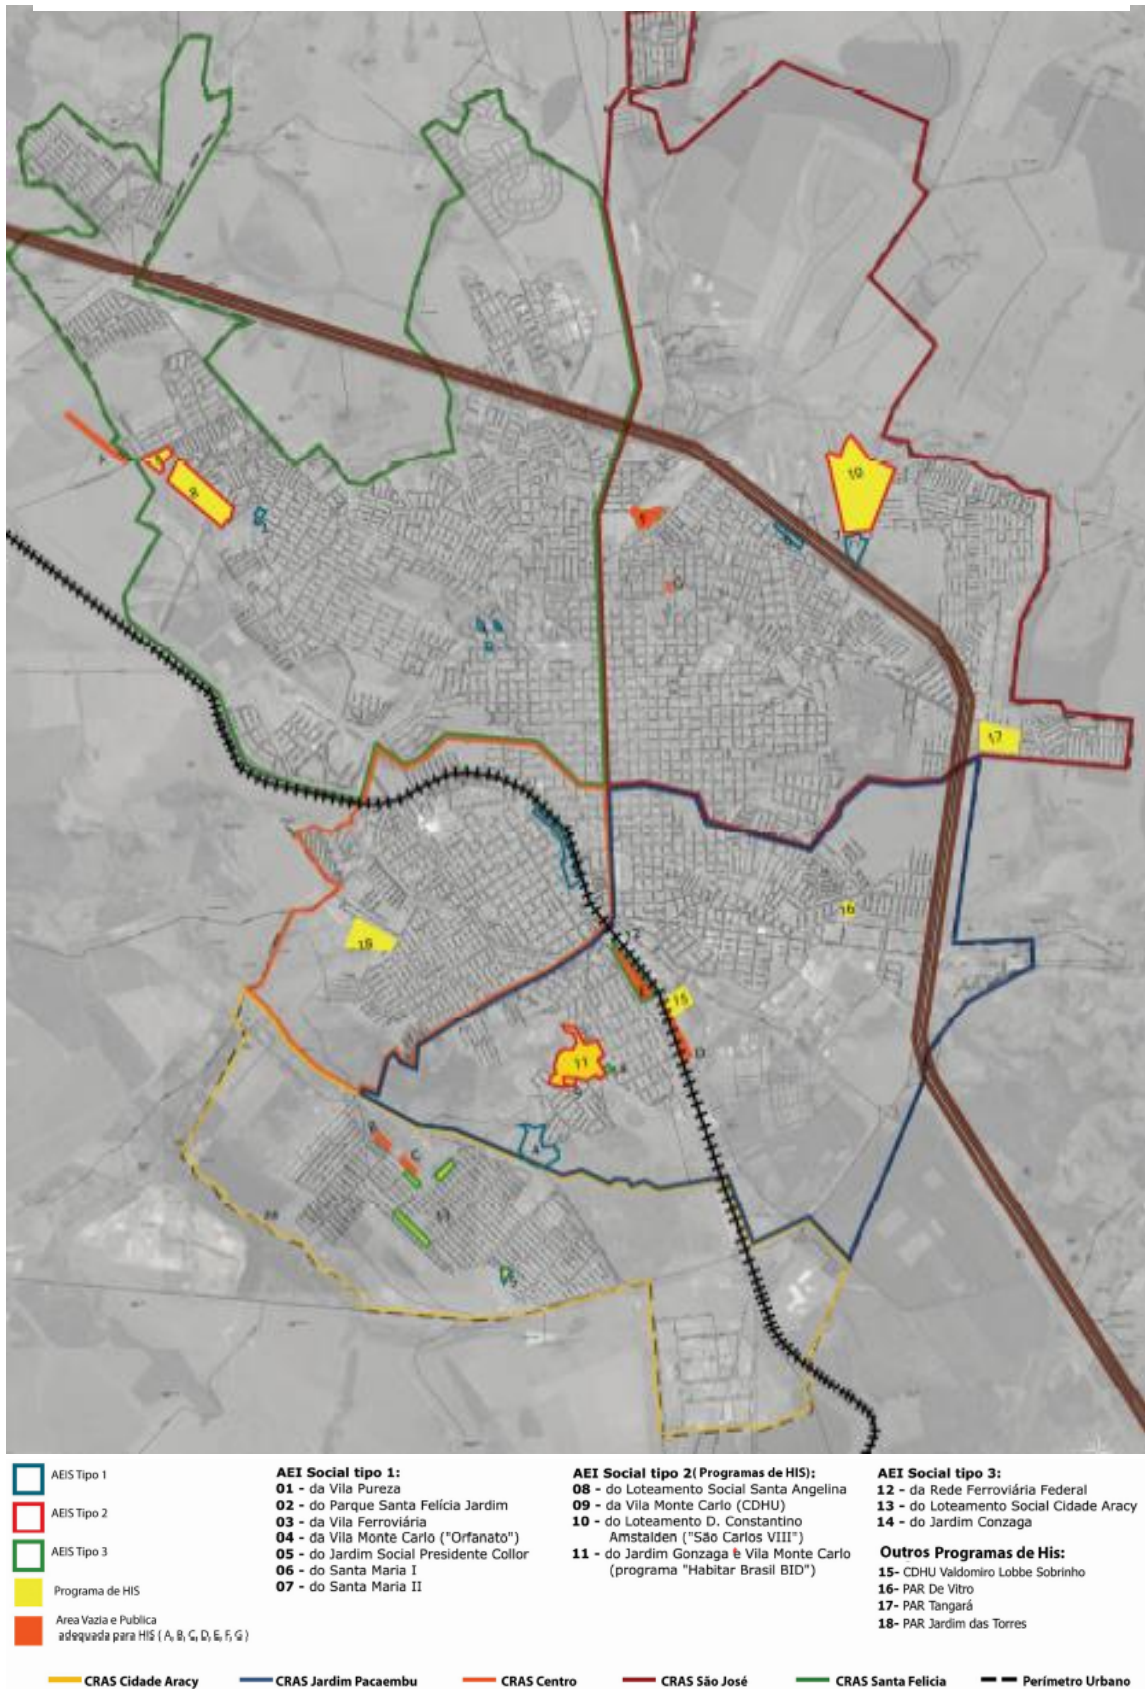 10
17
16
18
15
D
11
C
4
AEIS Tipo 1
AEIS Tipo 2
AEIS Tipo 3
Programa de HIS
Area Vazia e Publica
adequada para HIS ( A, B, C, D, E, F, G )
AEI Social tipo 1:
01 - da Vila Pureza
02 - do Parque Santa Felícia Jardim
03 - da Vila Ferroviária
04 - da Vila Monte Carlo ("Orfanato")
05 - do Jardim Social Presidente Collor
06 - do Santa Maria I
07 - do Santa Maria II
AEI Social tipo 2(Programas de HIS):
08 - do Loteamento Social Santa Angelina
09 - da Vila Monte Carlo (CDHU)
10 - do Loteamento D. Constantino
Amstalden ("São Carlos VIII")
11 - do Jardim Gonzaga e Vila Monte Carlo
(programa "Habitar Brasil BID")
AEI Social tipo 3:
12 - da Rede Ferroviária Federal
13 - do Loteamento Social Cidade Aracy
14 - do Jardim Conzaga
Outros Programas de His:
15- CDHU Valdomiro Lobbe Sobrinho
16- PAR De Vitro
17- PAR Tangará
18- PAR Jardim das Torres
CRAS Cidade Aracy
CRAS Jardim Pacaembu
CRAS Centro
CRAS São José
CRAS Santa Felicia
Perímetro Urbano